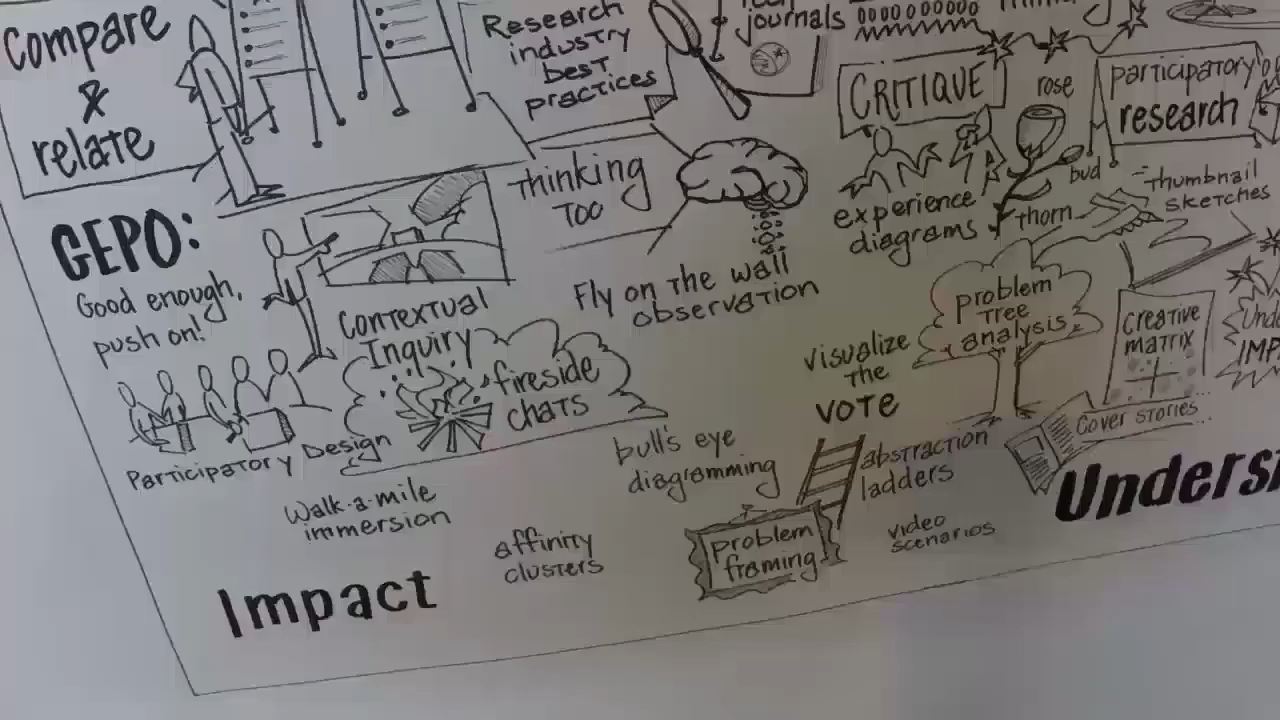 Compare
&
relate
Research
industry
best
practices
journals
CRITIQUE
rose
bud
thorn
participatory
research
GEPO:
Good enough,
push on!
Contextual
Inquiry
thinking
Too
Fly on the wall
observation
experience
diagrams
thumbnail
sketches
problem
Tree
analysis
creative
matrix
fireside
chats
Participatory Design
Walk-a-mile
immersion
visualize
the
VOTE
bull's eye
diagramming
abstraction
ladders
Cover stories
affinity
clusters
problem
framing
video
scenarios
Impact